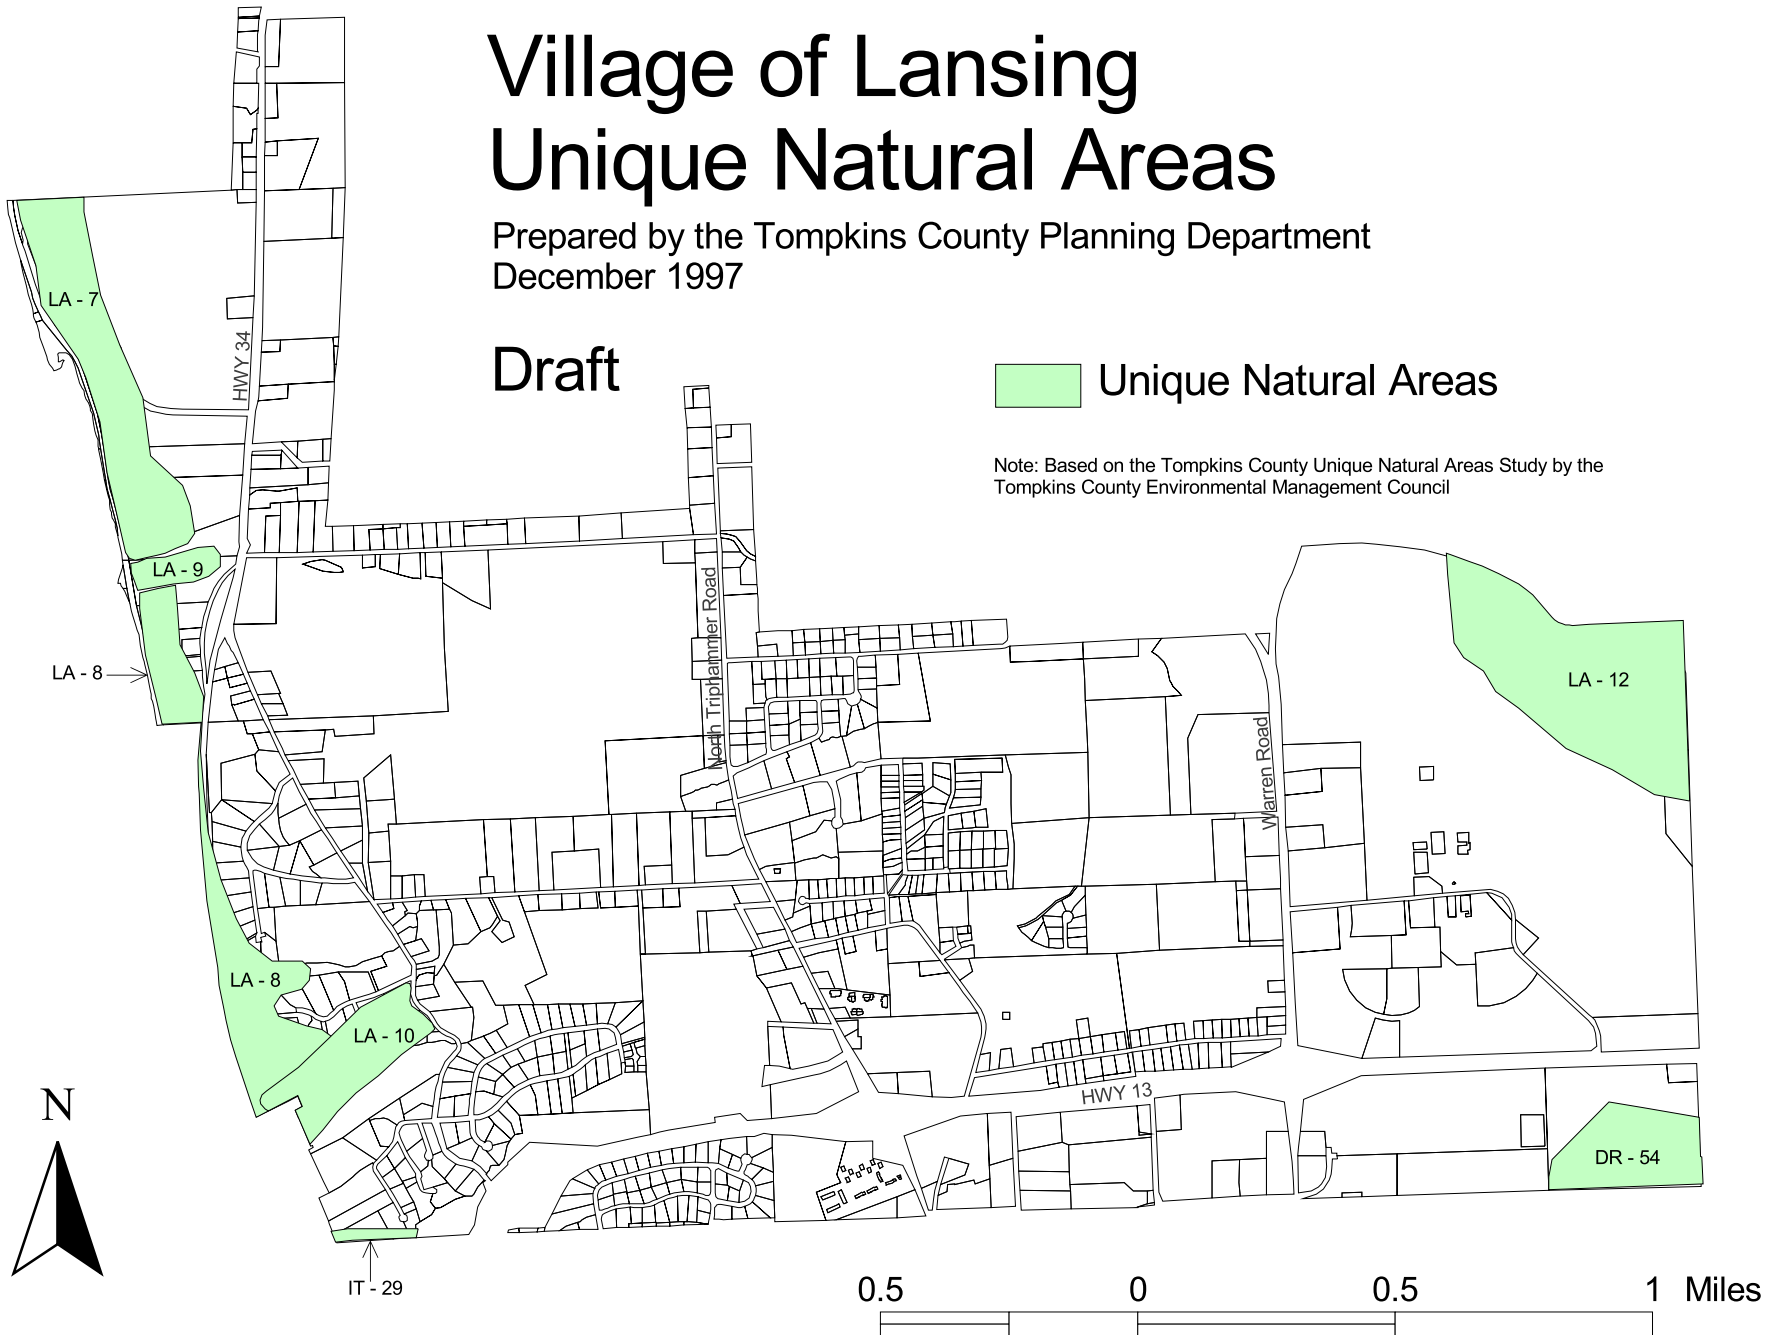 Village of Lansing
Unique Natural Areas
Prepared by the Tompkins County Planning Department
December 1997
Draft
Unique Natural Areas
Note: Based on the Tompkins County Unique Natural Areas Study by the
Tompkins County Environmental Management Council
LA - 7
HWY 34
LA - 9
North Triphammer Road
LA - 8
LA - 12
Warren Road
LA - 8
LA - 10
HWY 13
N
DR - 54
IT - 29
0.5 0 0.5 1 Miles